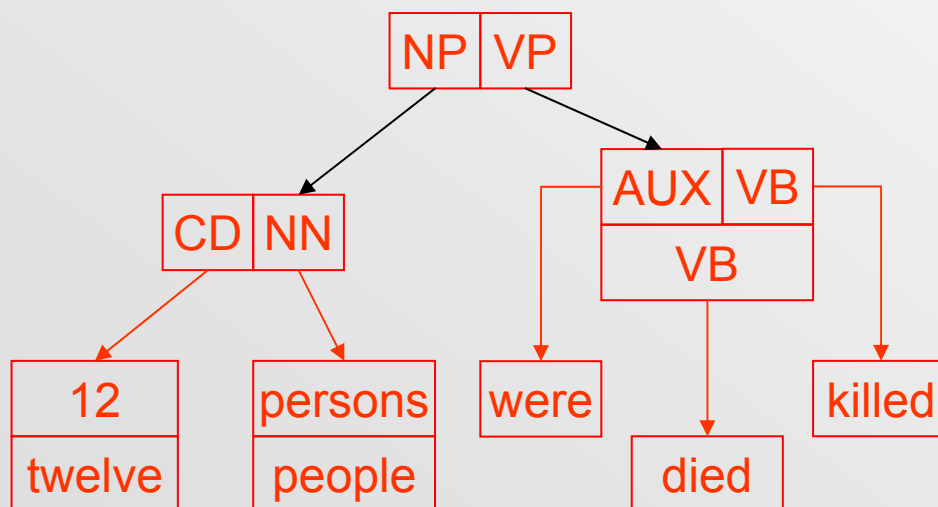 NP VP
AUX VB
CD NN
VB
12 persons were killed
twelve people died